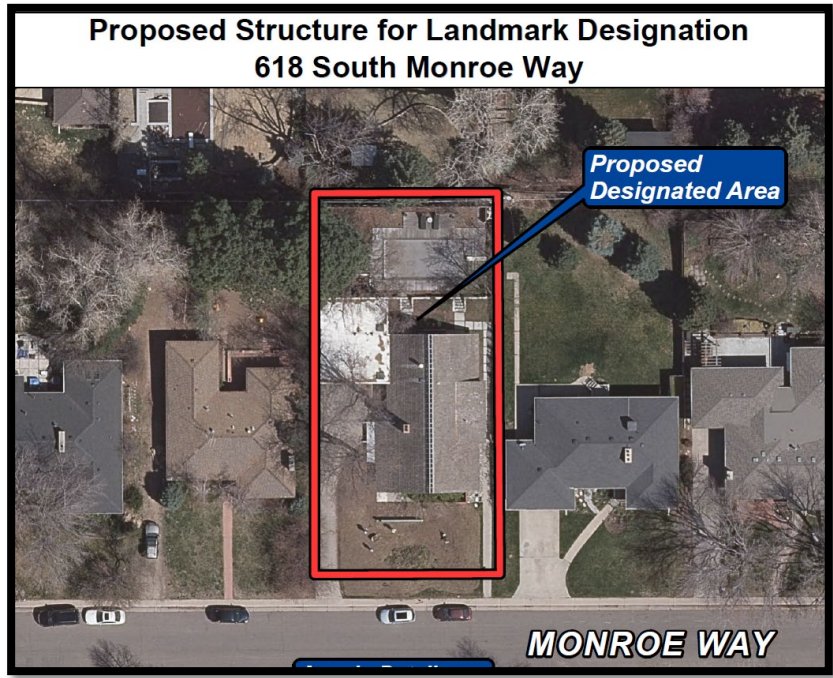 Proposed Structure for Landmark Designation
618 South Monroe Way
Proposed
Designated Area
MONROE WAY